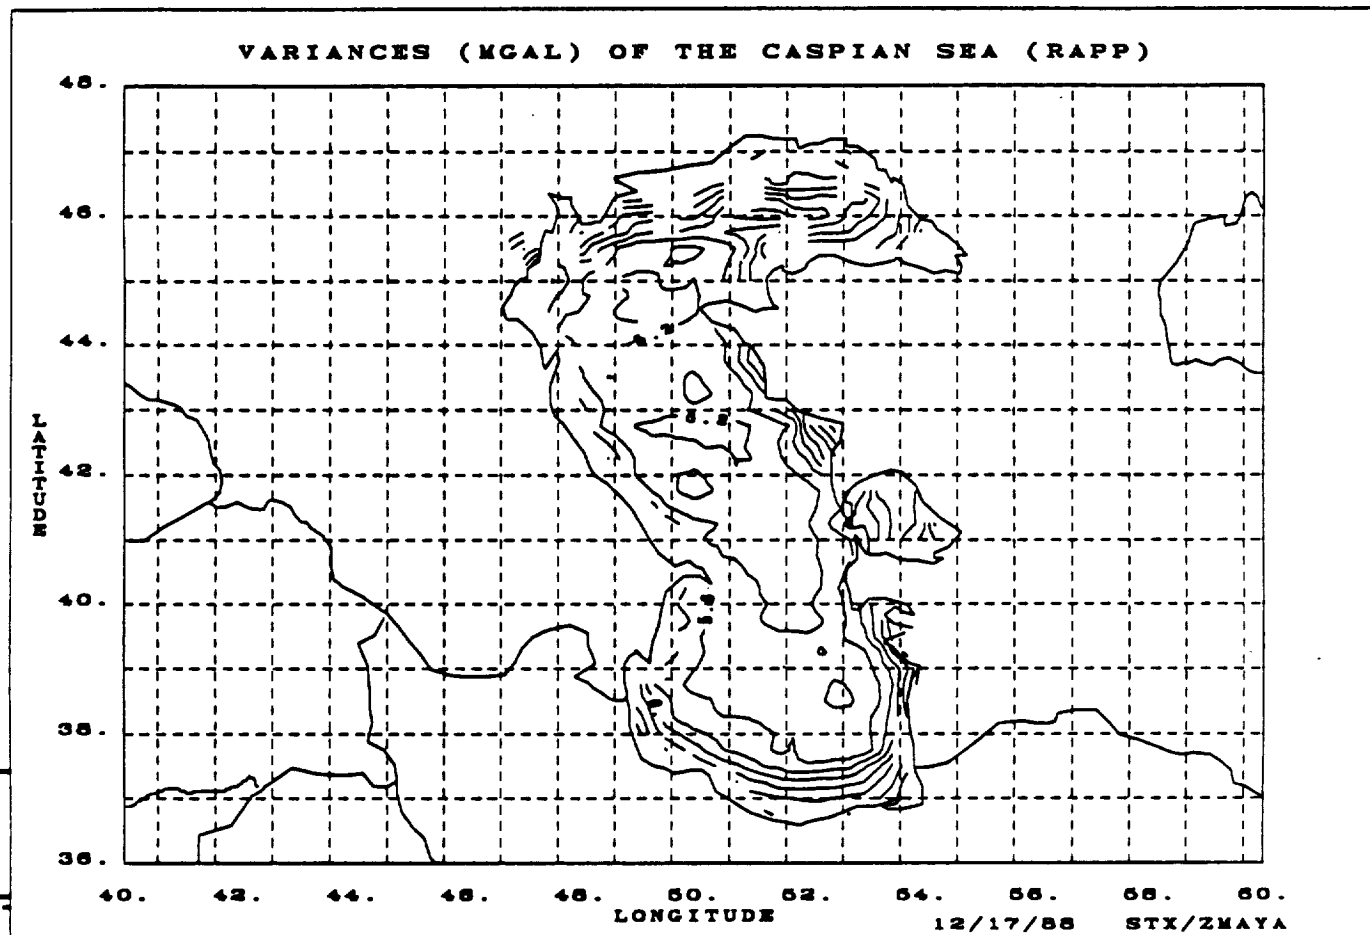 VARIANCES (MGAL) OF THE CASPIAN SEA (RAPP)
48.
46.
44.
42.
40.
38.
36.
LATITUDE
40. 42. 44. 46. 48. 50. 52. 54. 56. 58. 60.
LONGITUDE
12/17/88 STX/ZMAYA